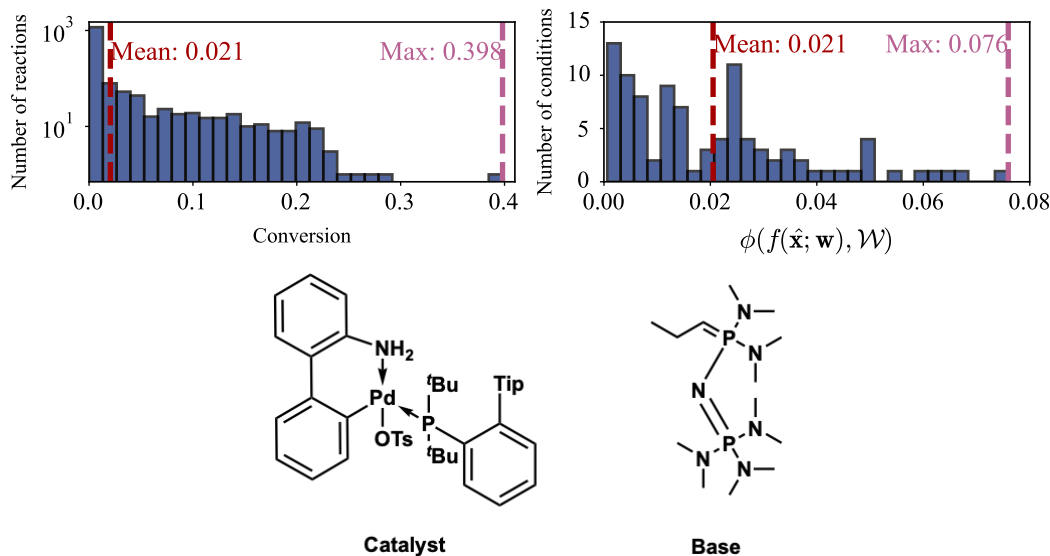 Number of reactions
10³
10¹
Mean: 0.021
Max: 0.398
0.0
0.1
0.2
0.3
0.4
Conversion
Number of conditions
15
10
5
0
Mean: 0.021
Max: 0.076
0.00
0.02
0.04
0.06
0.08
ϕ(f(x̂; w), 𝒲)
NH₂
Pd
OTs
ᵗBu
P
ᵗBu
Tip
Catalyst
N
P
N
N
P
N
N
N
Base